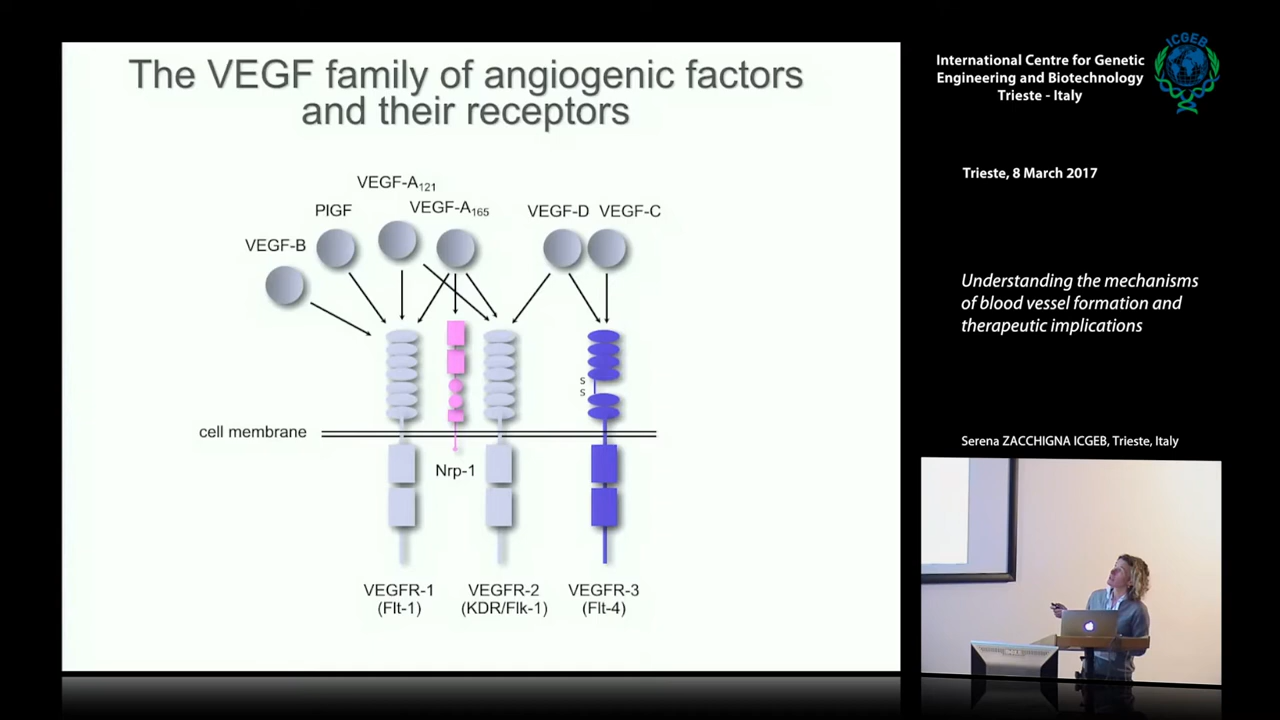 The VEGF family of angiogenic factors
and their receptors
VEGF-A121
VEGF-A165
PlGF
VEGF-B
VEGF-D
VEGF-C
S
S
cell membrane
Nrp-1
VEGFR-1
(Flt-1)
VEGFR-2
(KDR/Flk-1)
VEGFR-3
(Flt-4)
ICGEB
International Centre for Genetic
Engineering and Biotechnology
Trieste - Italy
Trieste, 8 March 2017
Understanding the mechanisms
of blood vessel formation and
therapeutic implications
Serena ZACCHIGNA ICGEB, Trieste, Italy